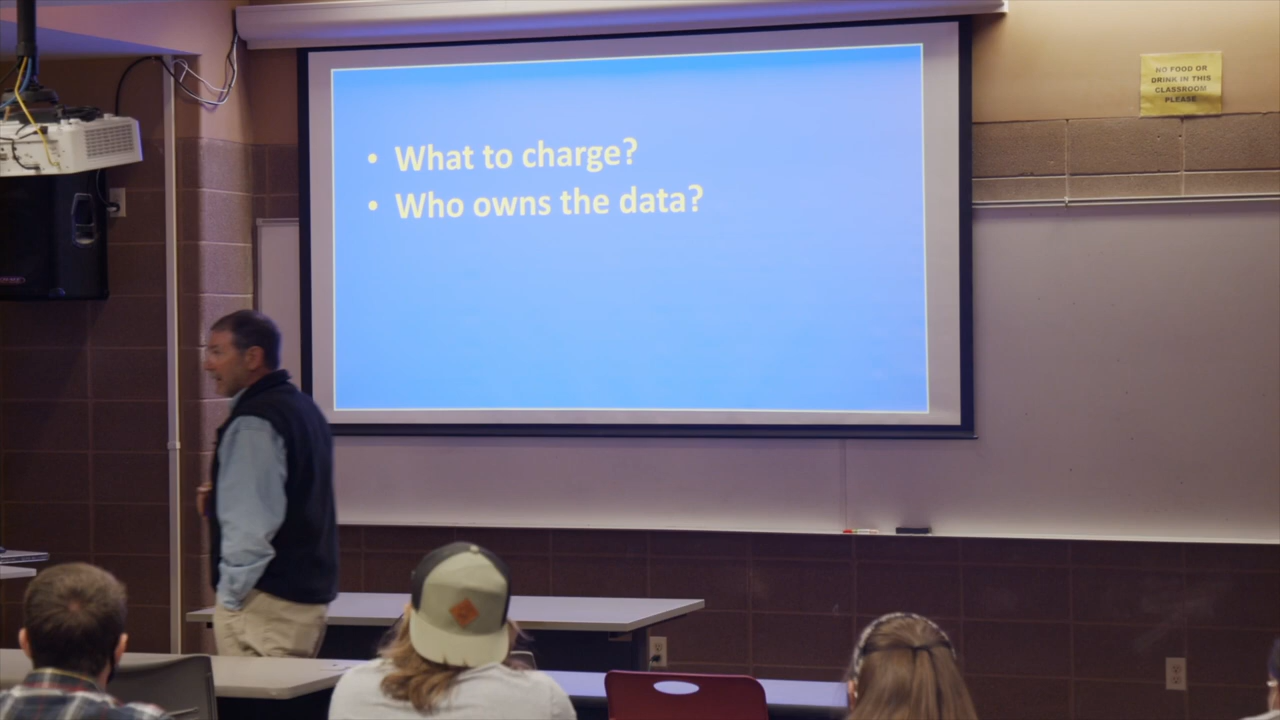 • What to charge?
• Who owns the data?
NO FOOD OR
DRINK IN THIS
CLASSROOM
PLEASE